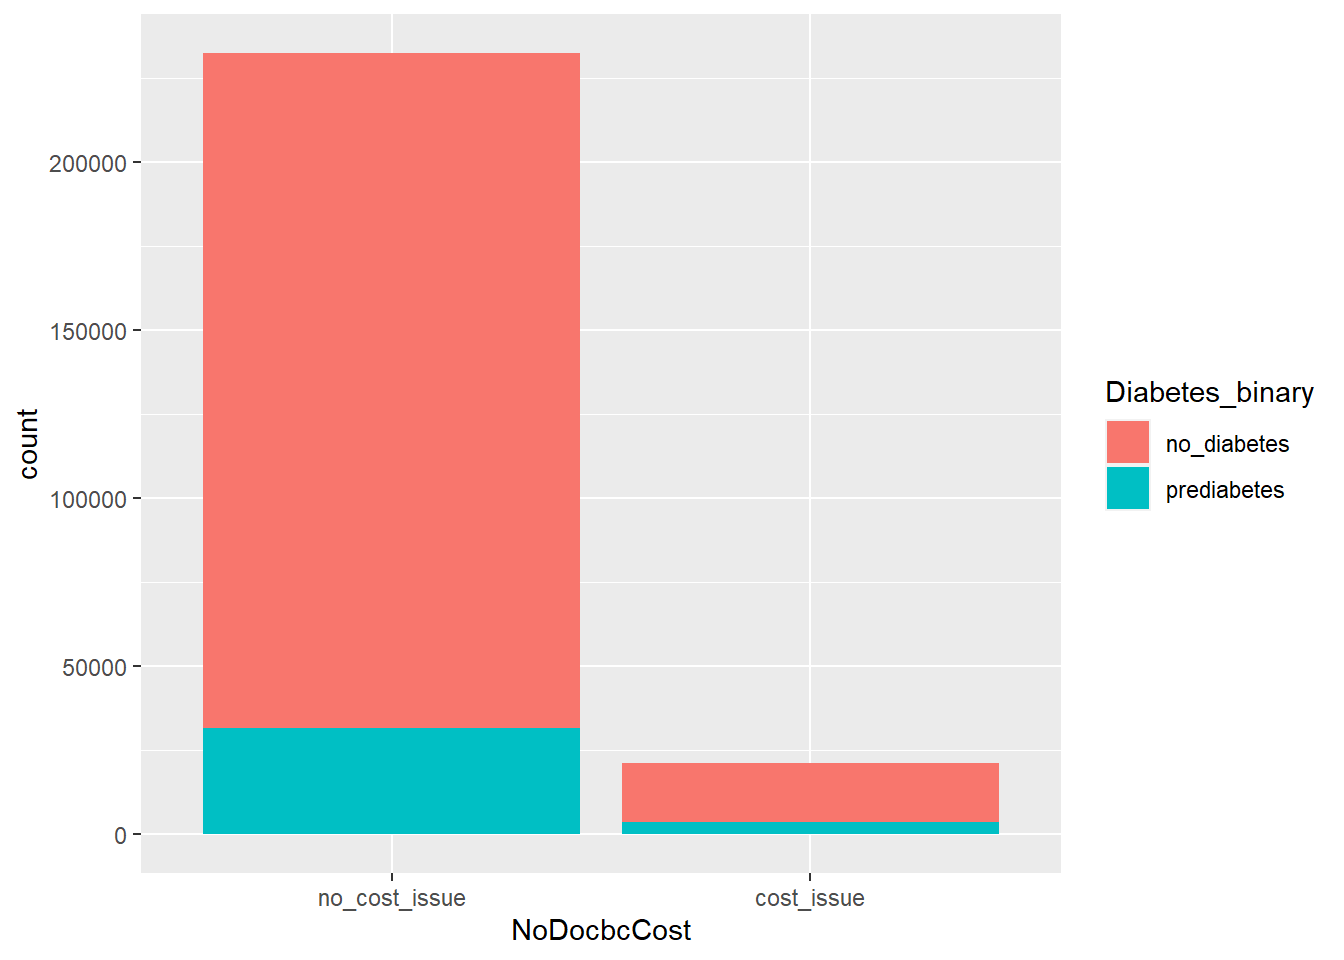 200000
150000
100000
50000
0
count
no_cost_issue
cost_issue
NoDocbcCost
Diabetes_binary
no_diabetes
prediabetes